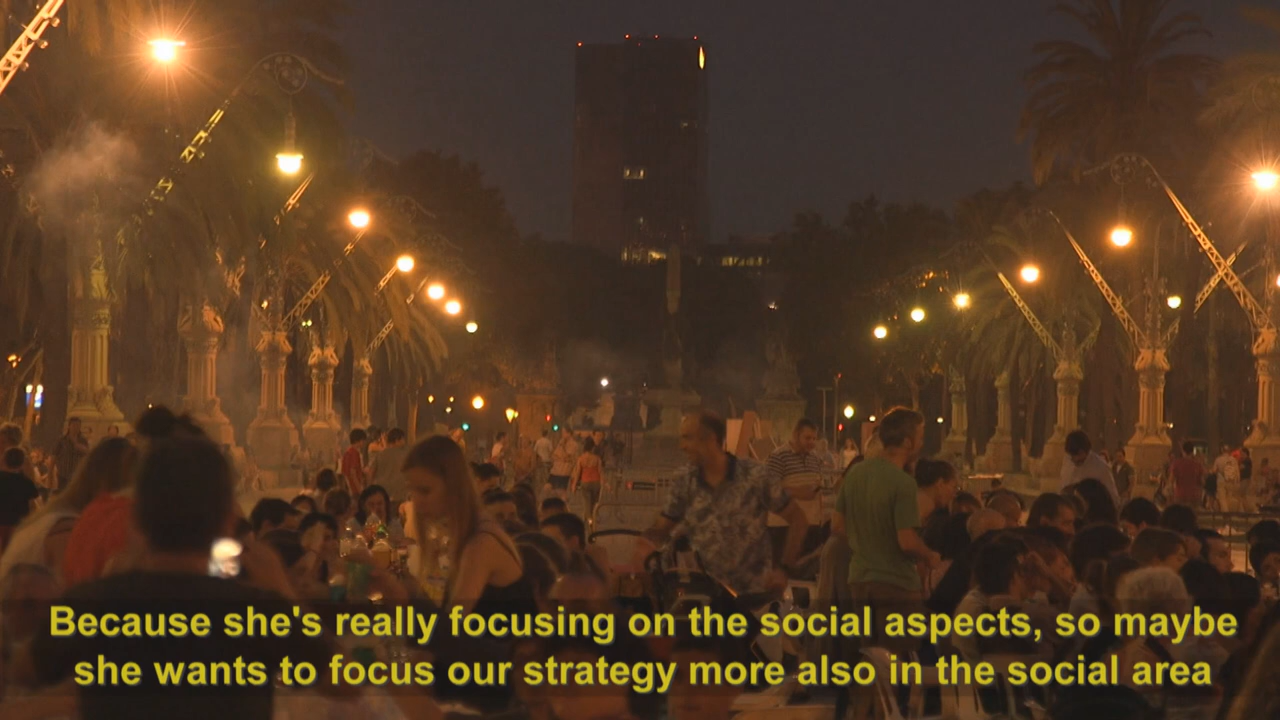 Because she's really focusing on the social aspects, so maybe
she wants to focus our strategy more also in the social area